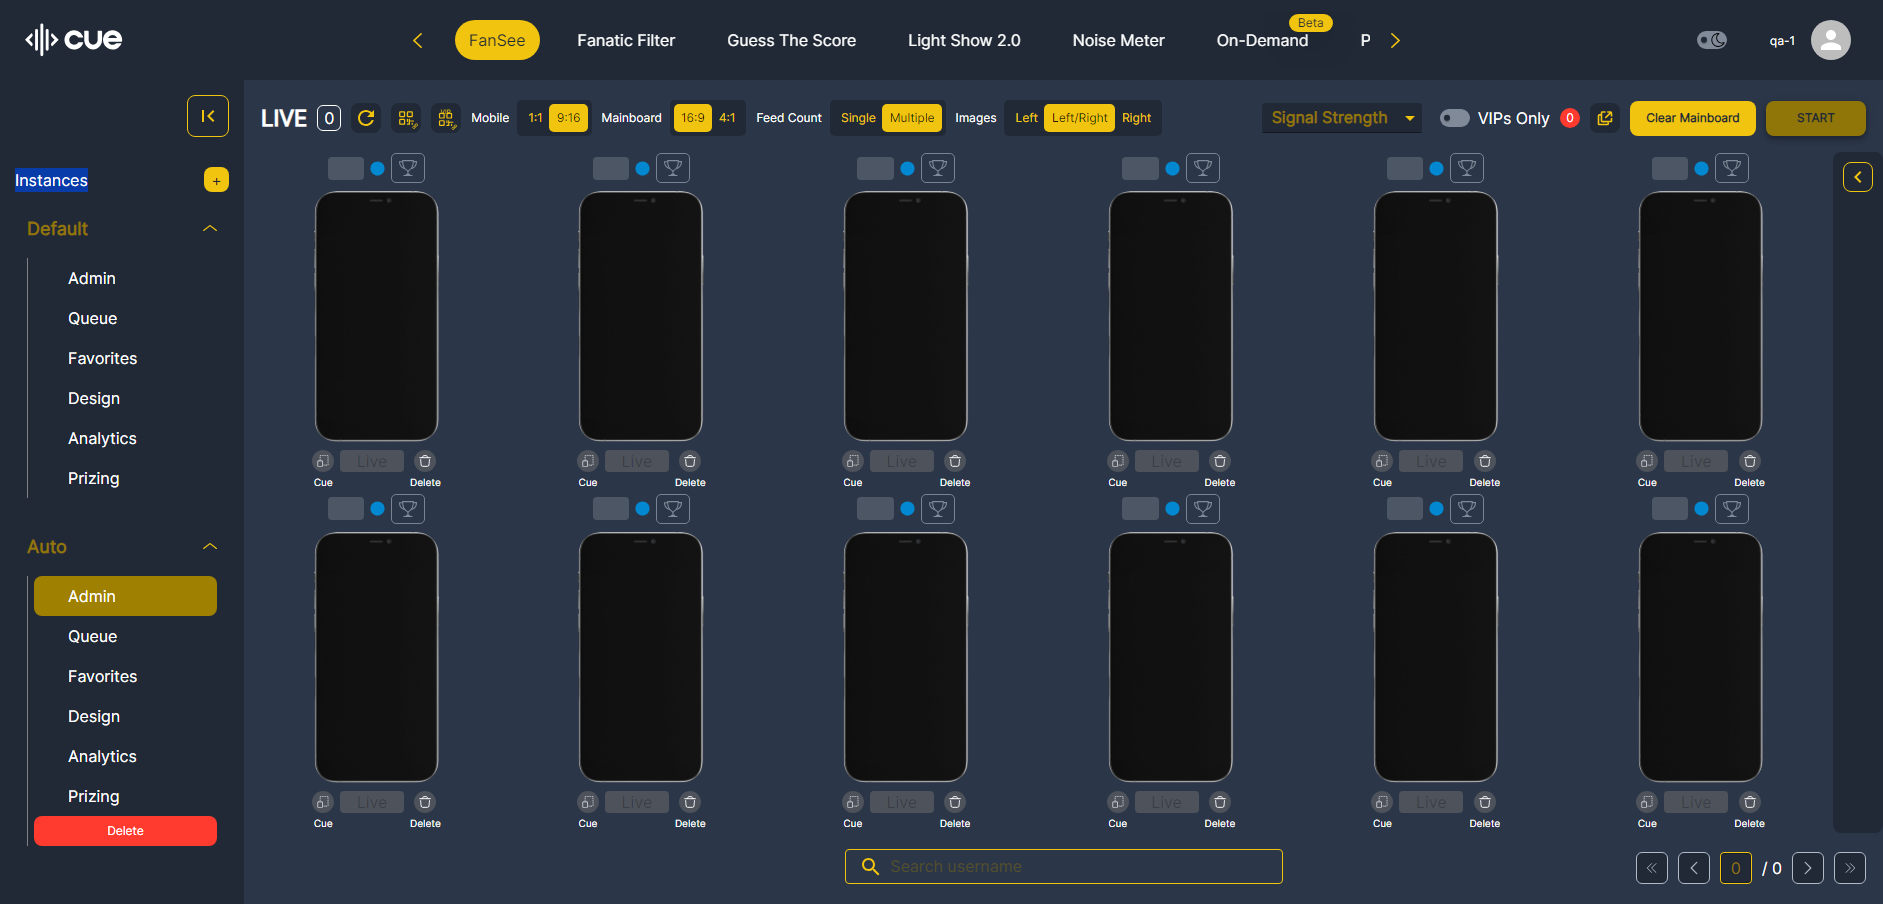 cue
FanSee
Fanatic Filter
Guess The Score
Light Show 2.0
Noise Meter
On-Demand
Beta
P
qa-1
LIVE 0
Mobile 1:1 9:16
Mainboard 16:9 4:1
Feed Count Single Multiple
Images Left Left/Right Right
Signal Strength
VIPs Only 0
Clear Mainboard
START
Instances +
Default
Admin
Queue
Favorites
Design
Analytics
Prizing
Auto
Admin
Queue
Favorites
Design
Analytics
Prizing
Delete
Live Live Live Live Live Live
Cue Delete Cue Delete Cue Delete Cue Delete Cue Delete Cue Delete
Live Live Live Live Live Live
Cue Delete Cue Delete Cue Delete Cue Delete Cue Delete Cue Delete
Search username
0 / 0